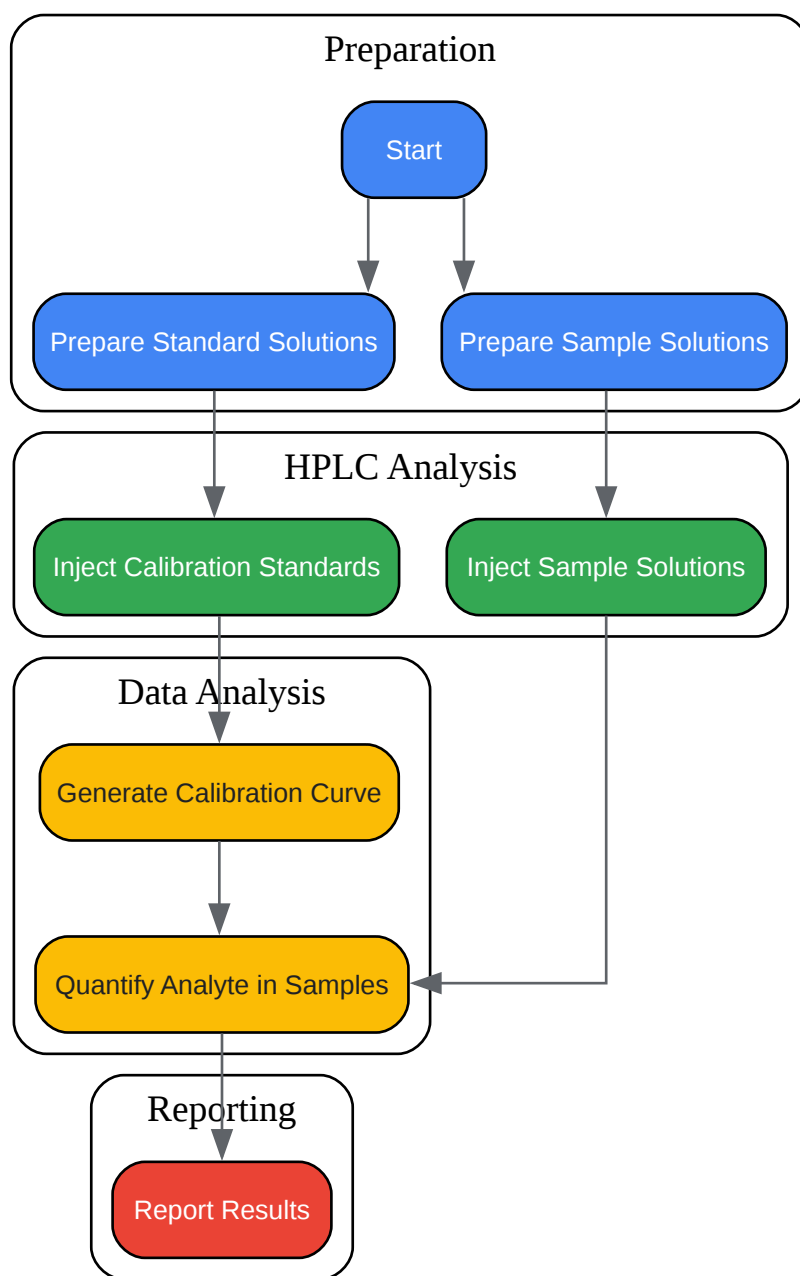 Preparation
Start
Prepare Standard Solutions
Prepare Sample Solutions
HPLC Analysis
Inject Calibration Standards
Inject Sample Solutions
Data Analysis
Generate Calibration Curve
Quantify Analyte in Samples
Reporting
Report Results